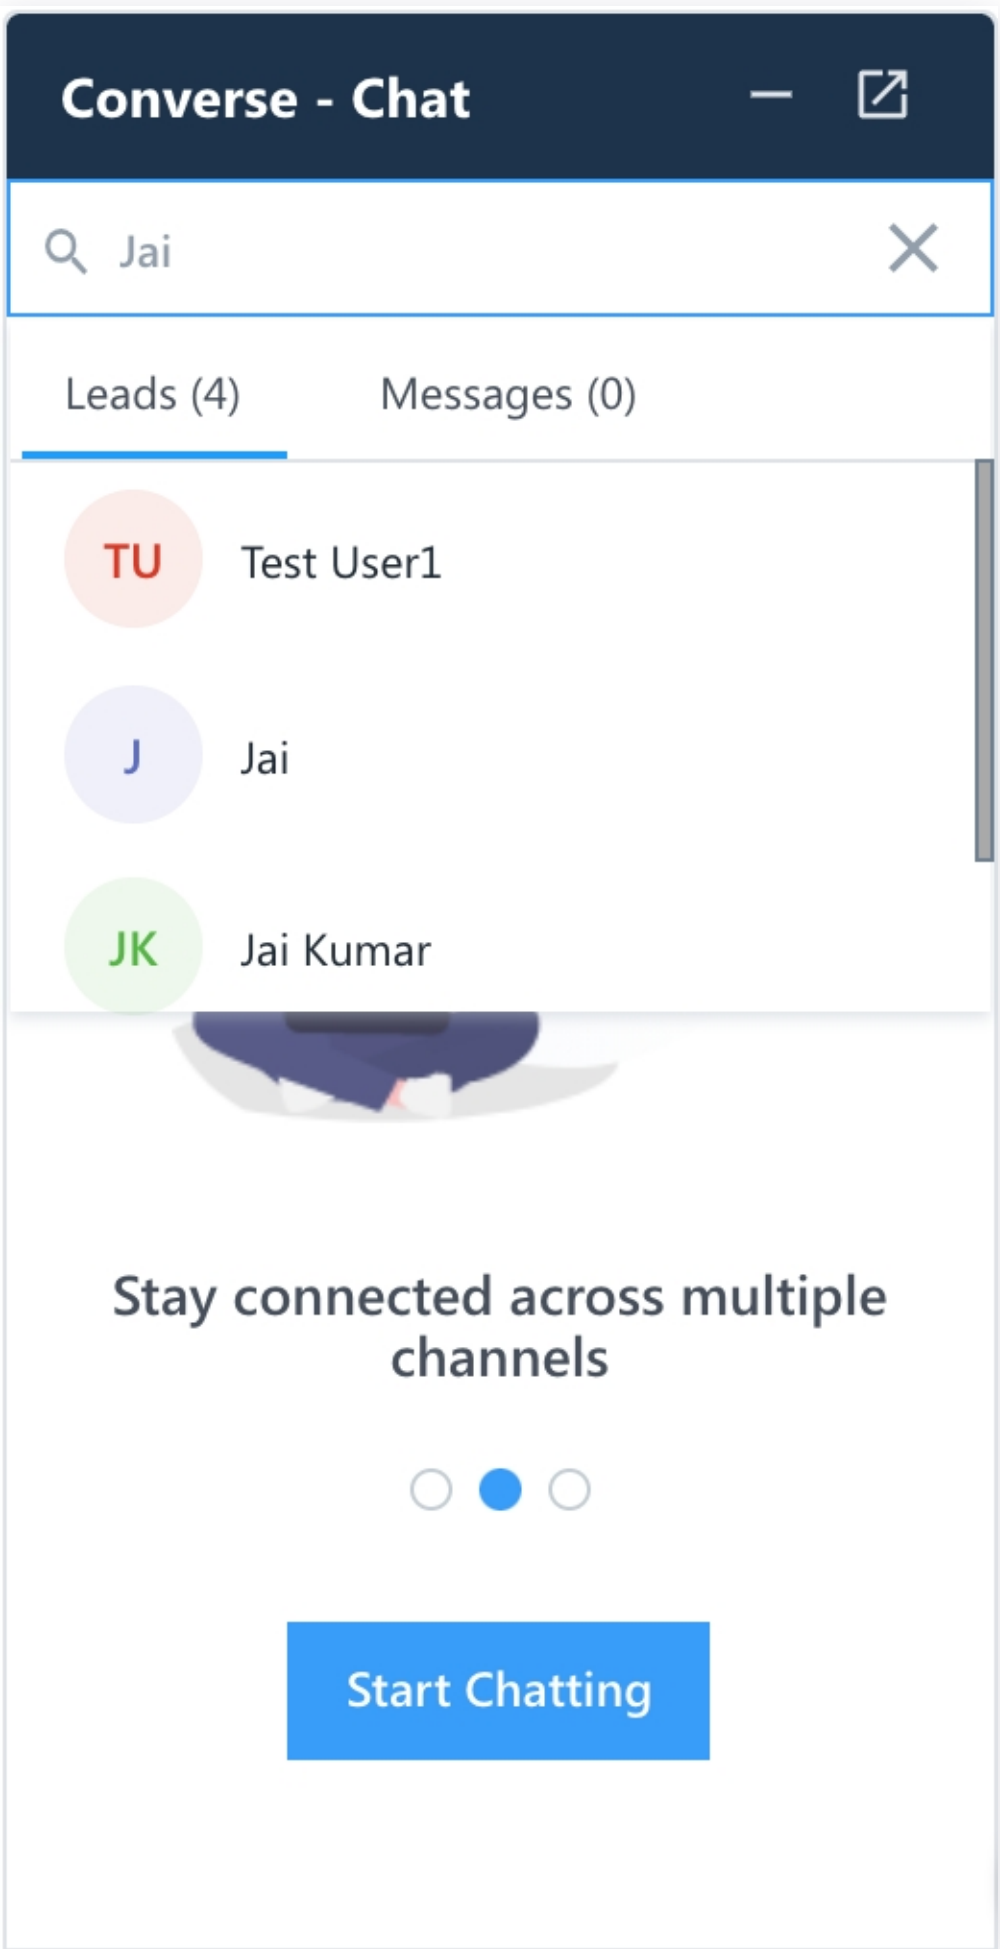 Converse - Chat
Jai
Leads (4)
Messages (0)
TU
Test User1
J
Jai
JK
Jai Kumar
Stay connected across multiple
channels
Start Chatting